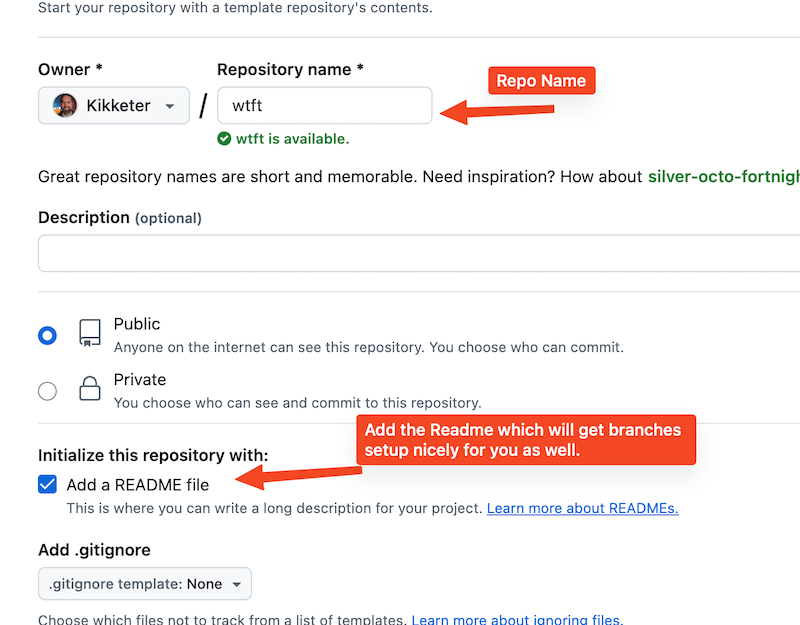 Start your repository with a template repository's contents.
Owner *
Repository name *
Repo Name
Kikketer
/
wtft
wtft is available.
Great repository names are short and memorable. Need inspiration? How about silver-octo-fortnigh
Description (optional)
Public
Anyone on the internet can see this repository. You choose who can commit.
Private
You choose who can see and commit to this repository.
Add the Readme which will get branches
setup nicely for you as well.
Initialize this repository with:
Add a README file
This is where you can write a long description for your project. Learn more about READMEs.
Add .gitignore
.gitignore template: None
Choose which files not to track from a list of templates. Learn more about ignoring files.